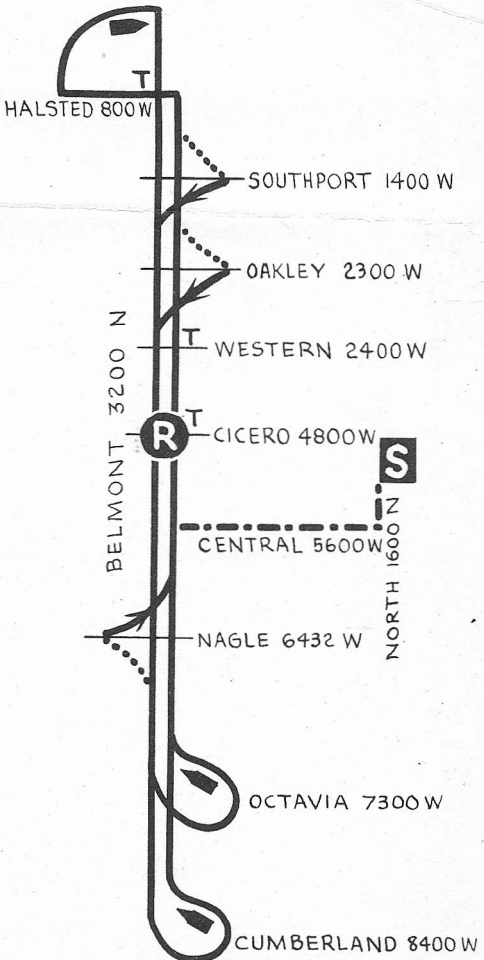 T
HALSTED 800W
SOUTHPORT 1400 W
OAKLEY 2300 W
BELMONT 3200 N
T
WESTERN 2400W
T
R
CICERO 4800W
S
CENTRAL 5600W
NORTH 1600 N
NAGLE 6432 W
OCTAVIA 7300W
CUMBERLAND 8400W